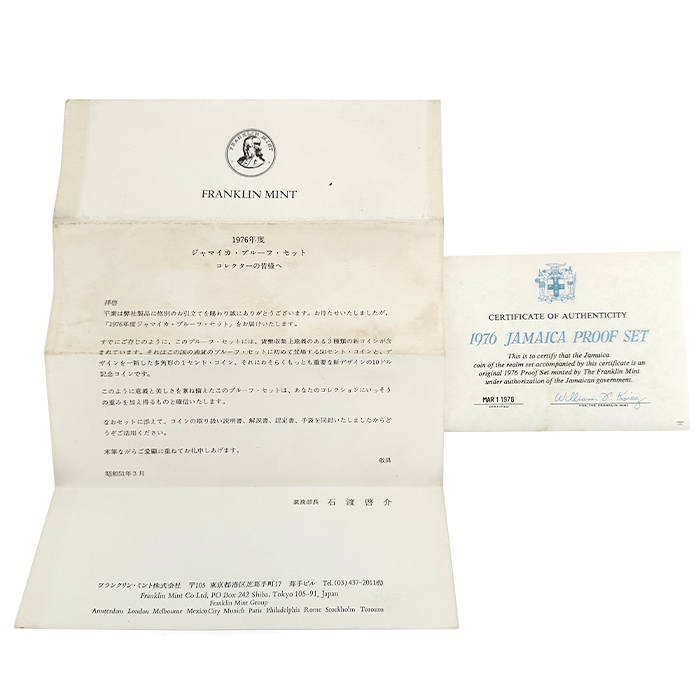 FRANKLIN MINT
FRANKLIN MINT
1976年度
ジャマイカ・プルーフ・セット
コレクターの皆様へ
拝啓
平素は弊社製品に格別のお引立てを賜わり誠にありがとうございます。お待たせいたしましたが、
「1976年度ジャマイカ・プルーフ・セット」をお届けいたします。
すでにご存じのように、このプルーフ・セットには、貨幣収集上意義のある3種類の新コインが含
まれています。それはこの国の通貨のプルーフ・セットに初めて登場する50セント・コインと、デ
ザインを一新した多角形の1セント・コイン、それにおそらくもっとも重要な新デザインの10ドル
記念コインです。
このように意義と美しさを兼ね揃えたこのプルーフ・セットは、あなたのコレクションにいっそう
の重みを加え得るものと確信いたします。
なおセットに添えて、コインの取り扱い説明書、解説書、認定書、手袋を同封いたしましたからど
うぞご活用ください。
末筆ながらご愛顧に重ねてお礼申しあげます。
敬具
昭和51年3月
業務部長 石渡啓介
フランクリン・ミント株式会社 〒105 東京都港区芝蒋手町17 蒋手ビル Tel. (03) 437-2011㈹
Franklin Mint Co Ltd, PO Box 242 Shiba, Tokyo 105-91, Japan
Franklin Mint Group
Amsterdam London Melbourne Mexico City Munich Paris Philadelphia Rome Stockholm Toronto
CERTIFICATE OF AUTHENTICITY
1976 JAMAICA PROOF SET
This is to certify that the Jamaica
coin of the realm set accompanied by this certificate is an
original 1976 Proof Set minted by The Franklin Mint
under authorization of the Jamaican government.
MAR 1 1976
CERTIFIED
FOR THE FRANKLIN MINT